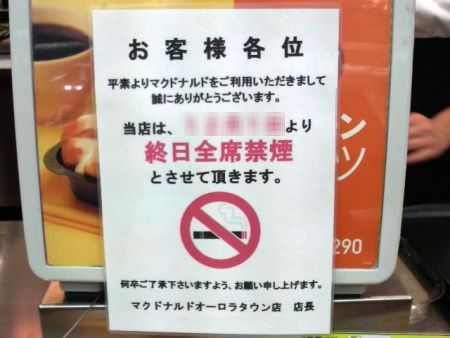 お客様各位
平素よりマクドナルドをご利用いただきまして
誠にありがとうございます。
当店は、より
終日全席禁煙
とさせて頂きます。
何卒ご了承下さいますよう、お願い申し上げます。
マクドナルドオーロラタウン店 店長
ン
ソ
290